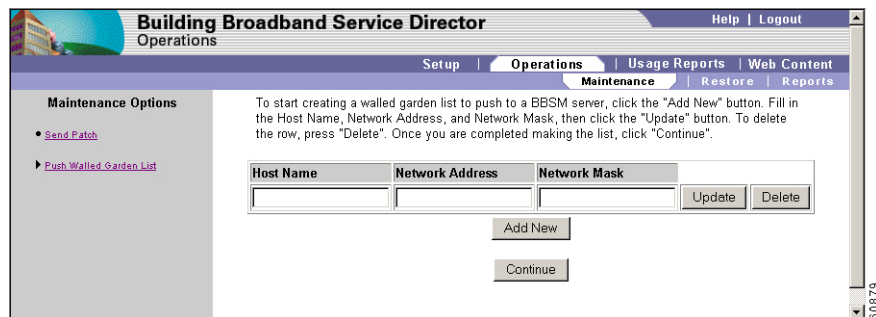 Building Broadband Service Director
Operations
Help | Logout
Setup | Operations | Usage Reports | Web Content
Maintenance | Restore | Reports
Maintenance Options
Send Patch
Push Walled Garden List
To start creating a walled garden list to push to a BBSM server, click the "Add New" button. Fill in
the Host Name, Network Address, and Network Mask, then click the "Update" button. To delete
the row, press "Delete". Once you are completed making the list, click "Continue".
Host Name Network Address Network Mask
Update Delete
Add New
Continue
60879